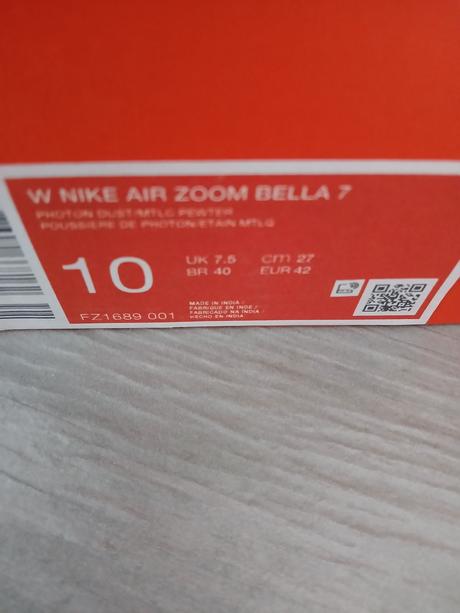 W NIKE AIR ZOOM BELLA 7
PHOTON DUST/MTLC PEWTER
POUSSIERE DE PHOTON/ETAIN MTLQ
10
UK 7.5 cm 27
BR 40 EUR 42
FZ1689 001
MADE IN INDIA /
FABRIQUE EN INDE /
FABRICADO NA INDIA /
HECHO EN INDIA